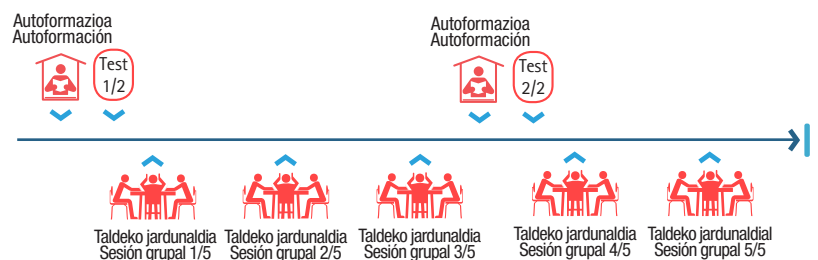 Autoformazioa
Autoformación
Test
1/2
Autoformazioa
Autoformación
Test
2/2
Taldeko jardunaldia
Sesión grupal 1/5
Taldeko jardunaldia
Sesión grupal 2/5
Taldeko jardunaldia
Sesión grupal 3/5
Taldeko jardunaldia
Sesión grupal 4/5
Taldeko jardunaldial
Sesión grupal 5/5